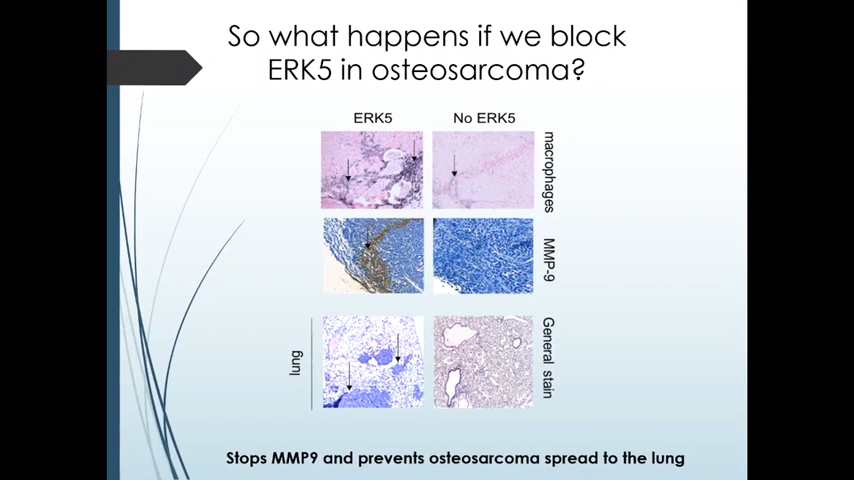 So what happens if we block
ERK5 in osteosarcoma?
ERK5
No ERK5
macrophages
MMP-9
lung
General stain
Stops MMP9 and prevents osteosarcoma spread to the lung